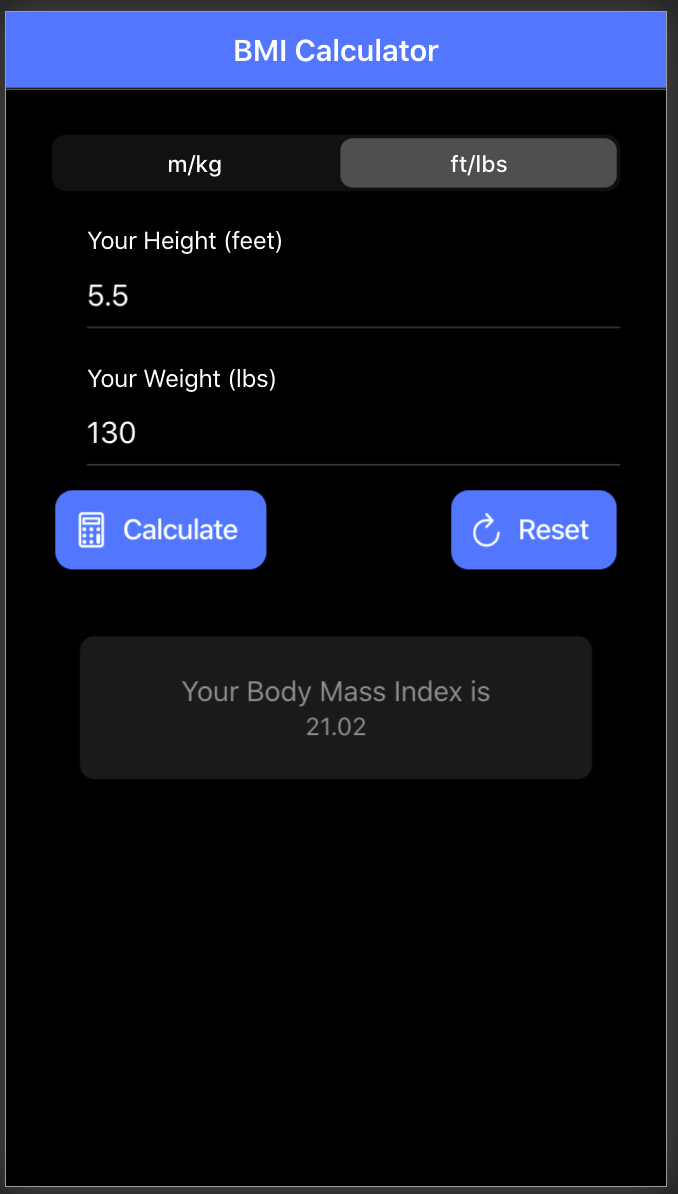 BMI Calculator
m/kg ft/lbs
Your Height (feet)
5.5
Your Weight (lbs)
130
Calculate Reset
Your Body Mass Index is
21.02